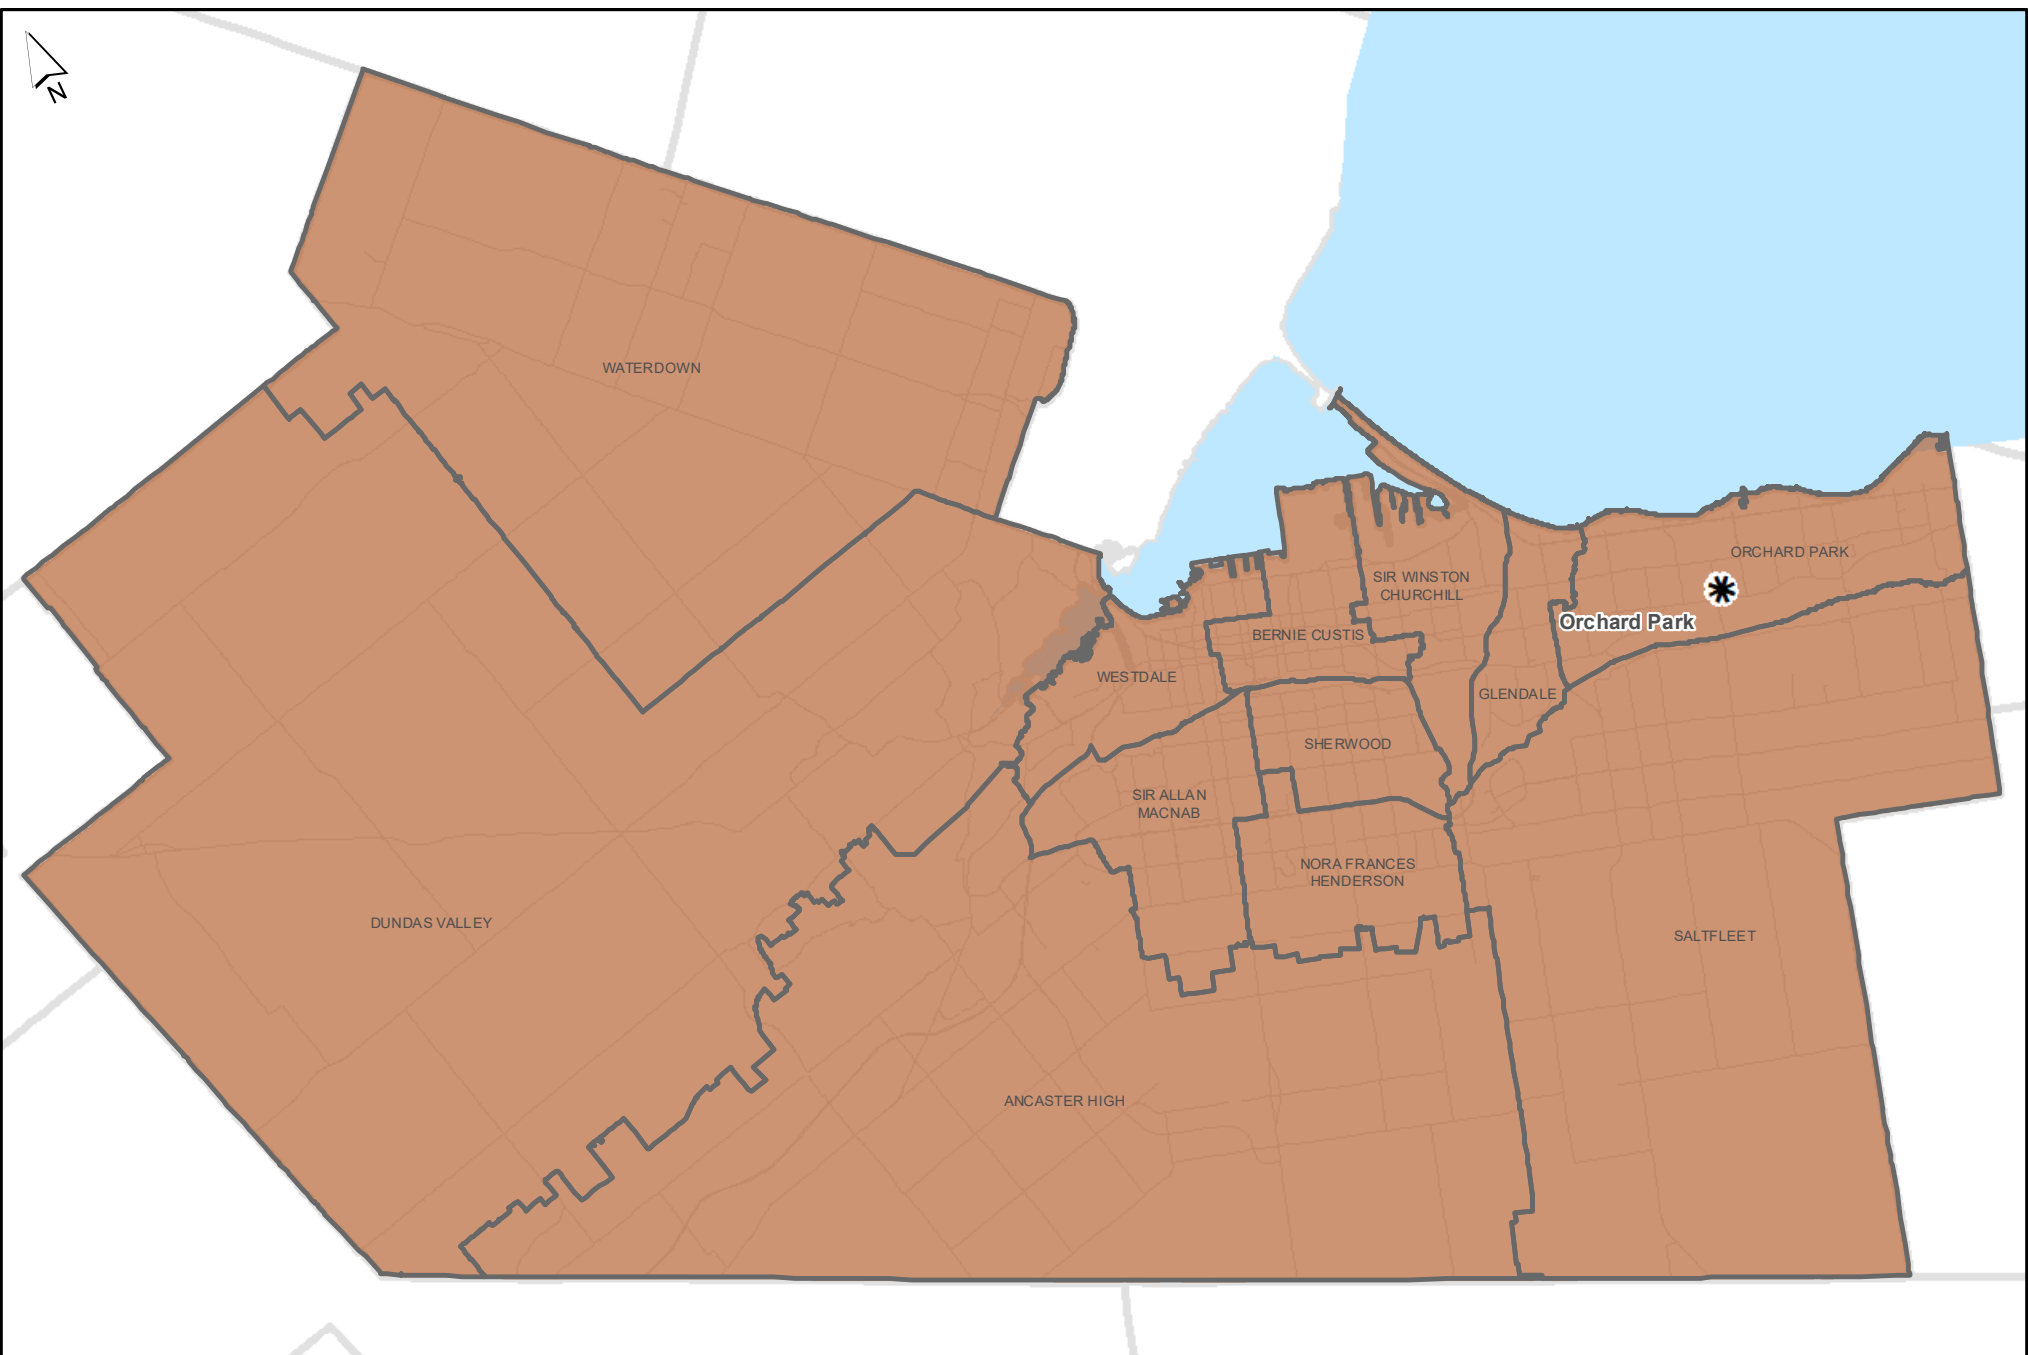 N
WATERDOWN
ORCHARD PARK
SIR WINSTON
CHURCHILL
Orchard Park
BERNIE CUSTIS
WESTDALE
GLENDALE
SHERWOOD
SIR ALLAN
MACNAB
NORA FRANCES
HENDERSON
DUNDAS VALLEY
SALTFLEET
ANCASTER HIGH